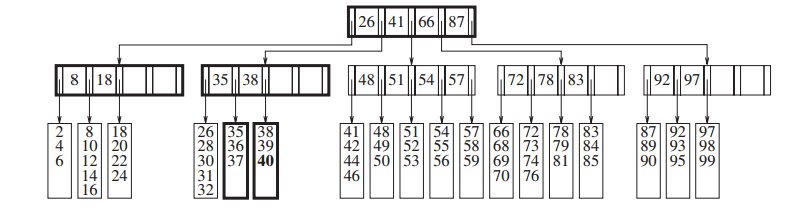 26 41 66 87
8 18 35 38 48 51 54 57 72 78 83 92 97
2 8 18 26 35 38 41 48 51 54 57 66 72 78 83 87 92 97
4 10 20 28 36 39 42 49 52 55 58 68 73 79 84 89 93 98
6 12 22 30 37 40 44 50 53 56 59 69 74 81 85 90 95 99
14 24 31 46 70 76
16 32